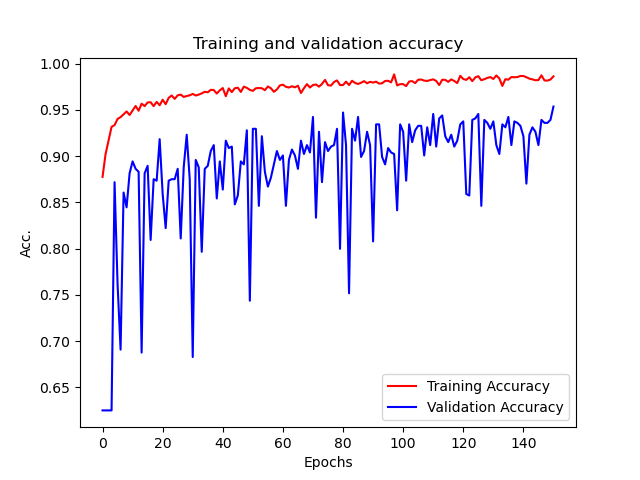 Training and validation accuracy
1.00
0.95
0.90
0.85
0.80
0.75
0.70
0.65
Acc.
Training Accuracy
Validation Accuracy
0 20 40 60 80 100 120 140
Epochs